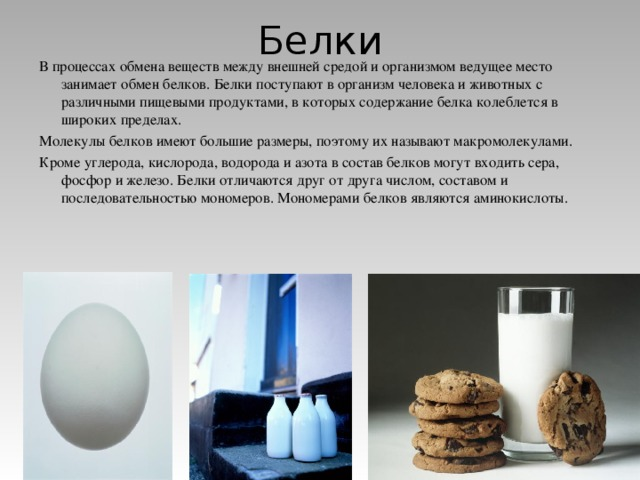 Белки
В процессах обмена веществ между внешней средой и организмом ведущее место
занимает обмен белков. Белки поступают в организм человека и животных с
различными пищевыми продуктами, в которых содержание белка колеблется в
широких пределах.
Молекулы белков имеют большие размеры, поэтому их называют макромолекулами.
Кроме углерода, кислорода, водорода и азота в состав белков могут входить сера,
фосфор и железо. Белки отличаются друг от друга числом, составом и
последовательностью мономеров. Мономерами белков являются аминокислоты.